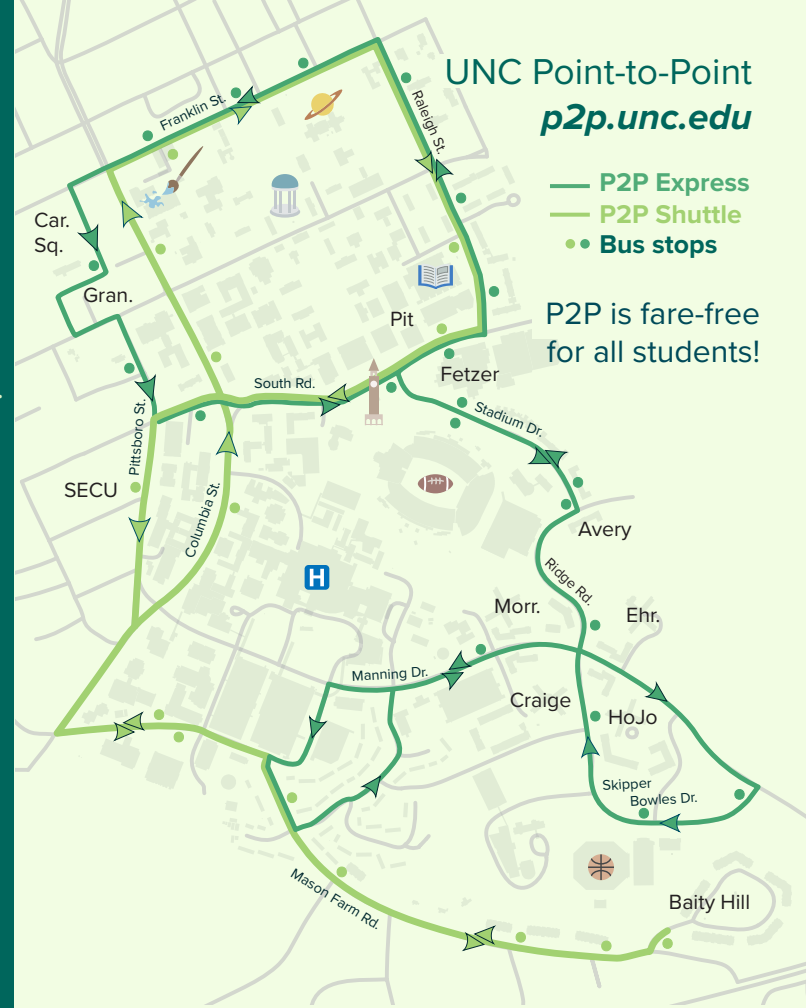 UNC Point-to-Point
p2p.unc.edu
P2P Express
P2P Shuttle
Bus stops
P2P is fare-free
for all students!
Franklin St.
Raleigh St.
Car.
Sq.
Gran.
Pit
Fetzer
South Rd.
Stadium Dr.
Pittsboro St.
SECU
Columbia St.
Avery
H
Ridge Rd.
Morr.
Ehr.
Manning Dr.
Craige
HoJo
Skipper
Bowles Dr.
Mason Farm Rd.
Baity Hill